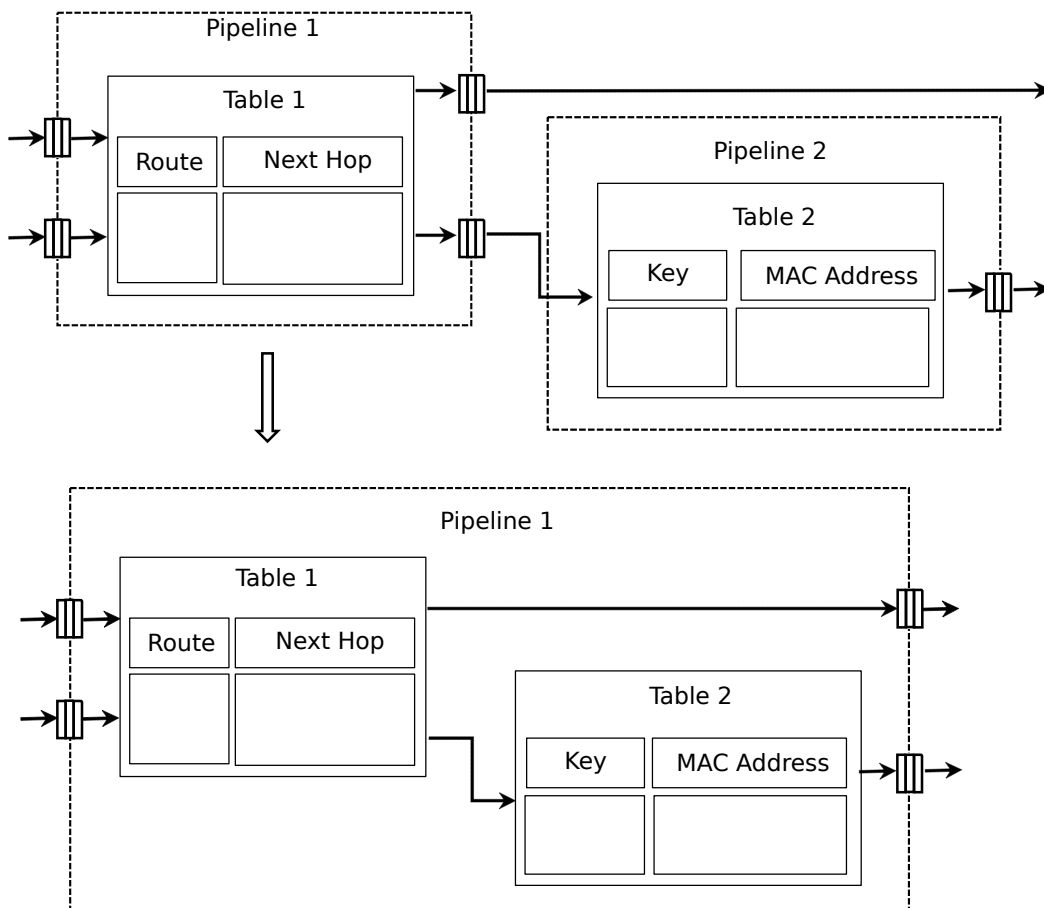 Pipeline 1
Table 1
Route
Next Hop
Pipeline 2
Table 2
Key
MAC Address
Pipeline 1
Table 1
Route
Next Hop
Table 2
Key
MAC Address